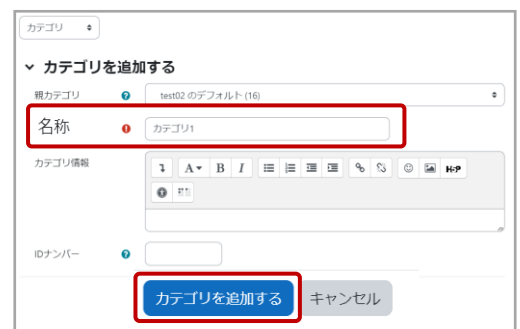 カテゴリ
カテゴリを追加する
親カテゴリ test02 のデフォルト (16)
名称 カテゴリ1
カテゴリ情報
A B I H-P
IDナンバー
カテゴリを追加する キャンセル